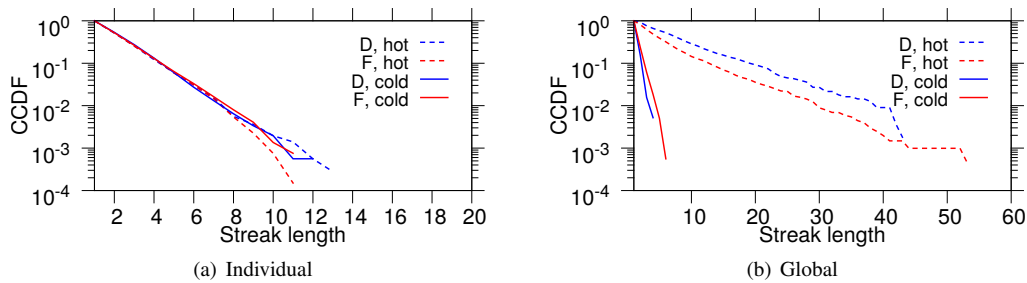 10^0
10^-1
10^-2
10^-3
10^-4
CCDF
D, hot
F, hot
D, cold
F, cold
2 4 6 8 10 12 14 16 18 20
Streak length
(a) Individual
10^0
10^-1
10^-2
10^-3
10^-4
CCDF
D, hot
F, hot
D, cold
F, cold
10 20 30 40 50 60
Streak length
(b) Global